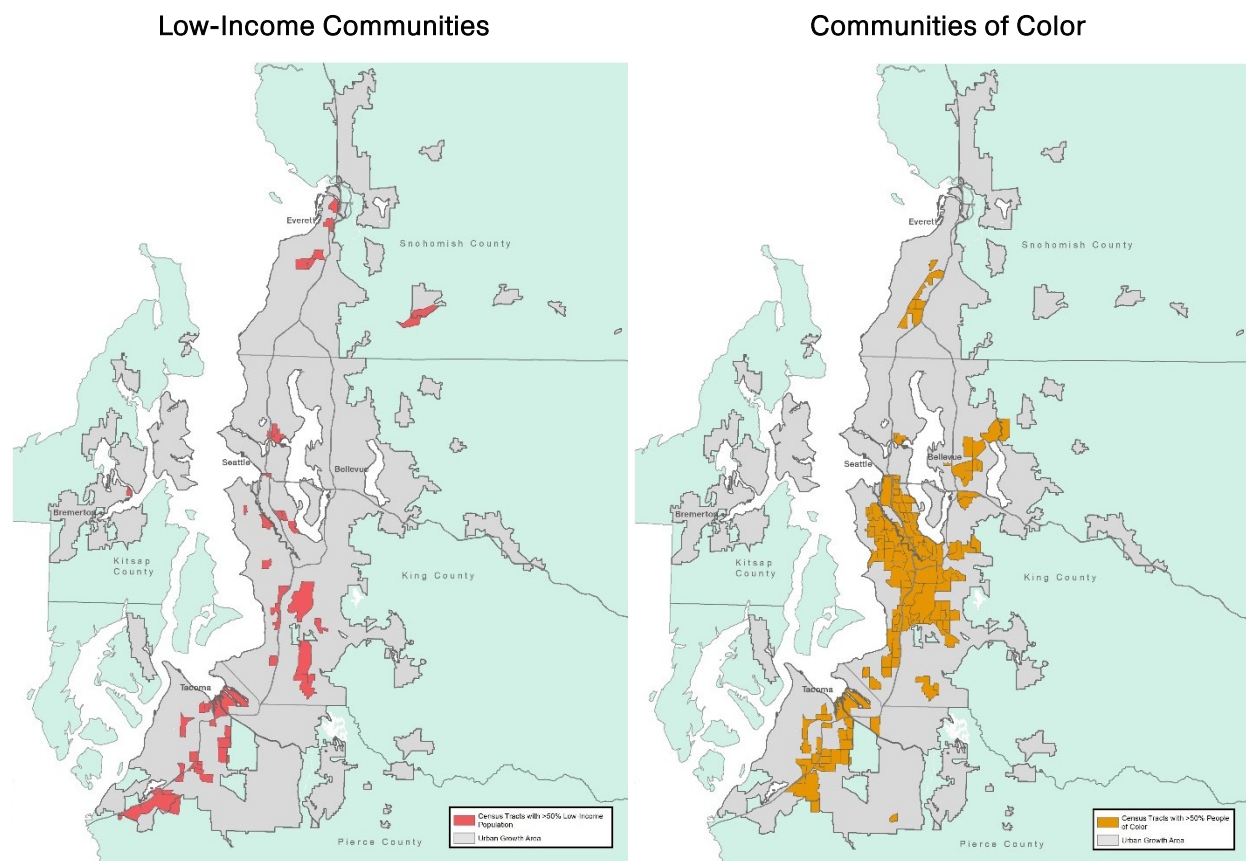 Low-Income Communities
Everett
Snohomish County
Seattle
Bellevue
Bremerton
Kitsap
County
King County
Tacoma
Pierce County
Census Tracts with >50% Low-Income
Population
Urban Growth Area
Communities of Color
Everett
Snohomish County
Seattle
Bellevue
Bremerton
Kitsap
County
King County
Tacoma
Pierce County
Census Tracts with >50% People
of Color
Urban Growth Area